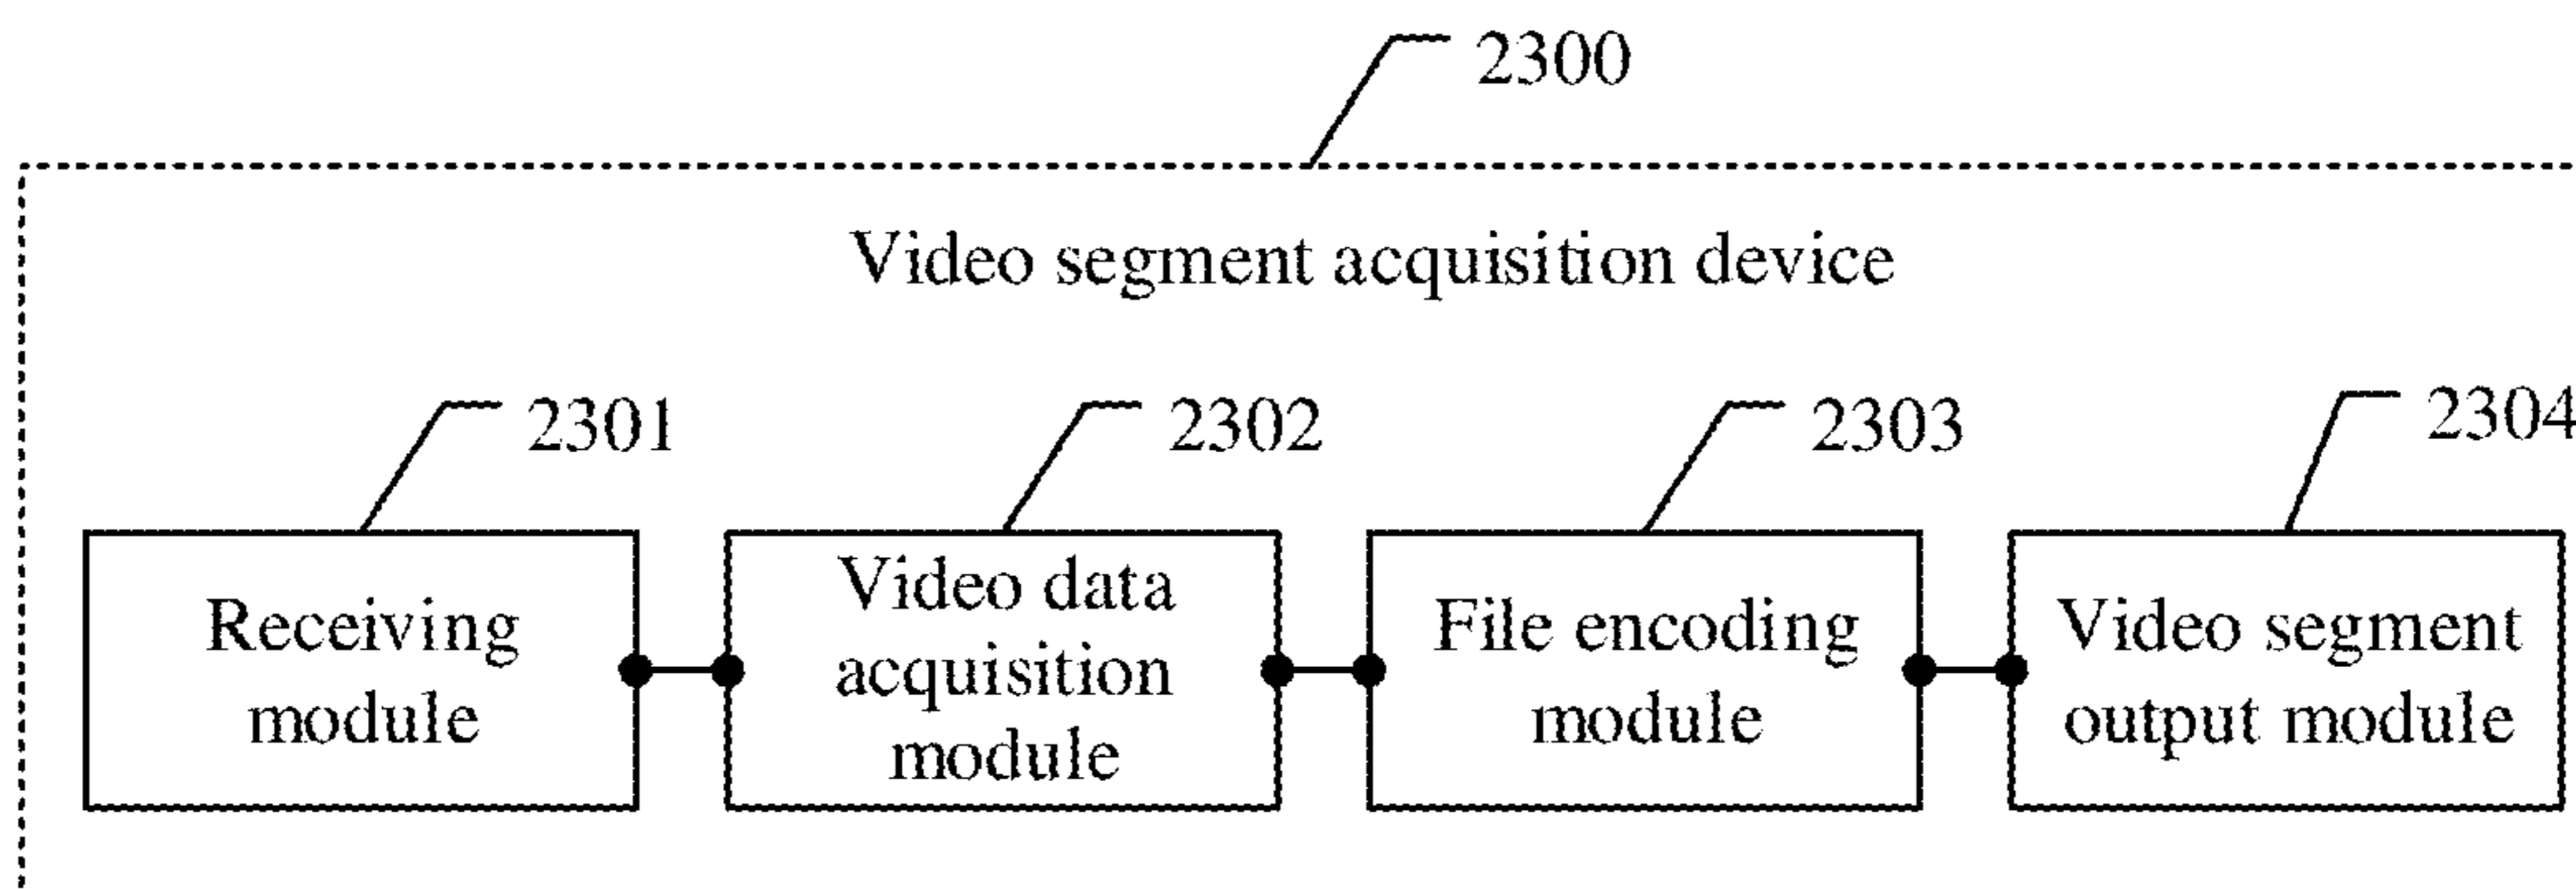 2300
Video segment acquisition device
2301
2302
2303
2304
Receiving
module
Video data
acquisition
module
File encoding
module
Video segment
output module